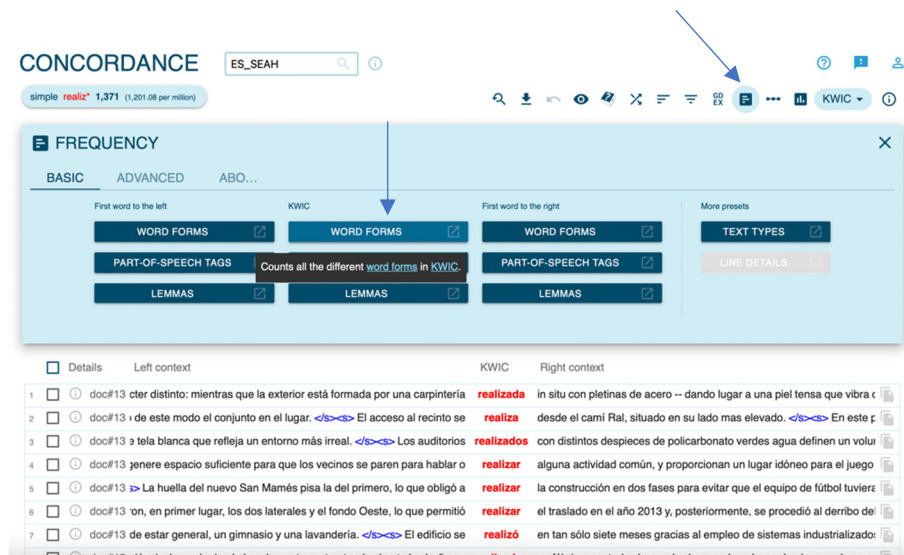 CONCORDANCE ES_SEAH
simple realiz* 1,371 (1,201.08 per million)
GD EX KWIC
FREQUENCY
BASIC ADVANCED ABO...
First word to the left KWIC First word to the right More presets
WORD FORMS WORD FORMS WORD FORMS TEXT TYPES
PART-OF-SPEECH TAGS Counts all the different word forms in KWIC. PART-OF-SPEECH TAGS LINE DETAILS
LEMMAS LEMMAS LEMMAS
Details Left context KWIC Right context
1 doc#13 cter distinto: mientras que la exterior está formada por una carpintería realizada in situ con pletinas de acero -- dando lugar a una piel tensa que vibra
2 doc#13 de este modo el conjunto en el lugar. </s><s> El acceso al recinto se realiza desde el camí Ral, situado en su lado mas elevado. </s><s> En este
3 doc#13 tela blanca que refleja un entorno más irreal. </s><s> Los auditorios realizados con distintos despieces de policarbonato verdes agua definen un
4 doc#13 genere espacio suficiente para que los vecinos se paren para hablar o realizar alguna actividad común, y proporcionan un lugar idóneo para el juego
5 doc#13 s> La huella del nuevo San Mamés pisa la del primero, lo que obligó a realizar la construcción en dos fases para evitar que el equipo de fútbol tuviera
6 doc#13 on, en primer lugar, los dos laterales y el fondo Oeste, lo que permitió realizar el traslado en el año 2013 y, posteriormente, se procedió al derribo del
7 doc#13 de estar general, un gimnasio y una lavandería. </s><s> El edificio se realizó en tan sólo siete meses gracias al empleo de sistemas industrializado